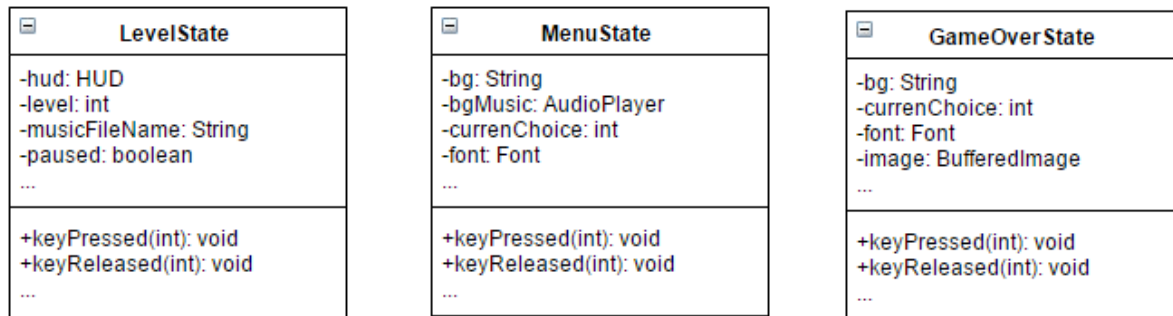 LevelState
-hud: HUD
-level: int
-musicFileName: String
-paused: boolean
...
+keyPressed(int): void
+keyReleased(int): void
...
MenuState
-bg: String
-bgMusic: AudioPlayer
-currenChoice: int
-font: Font
...
+keyPressed(int): void
+keyReleased(int): void
...
GameOverState
-bg: String
-currenChoice: int
-font: Font
-image: BufferedImage
...
+keyPressed(int): void
+keyReleased(int): void
...